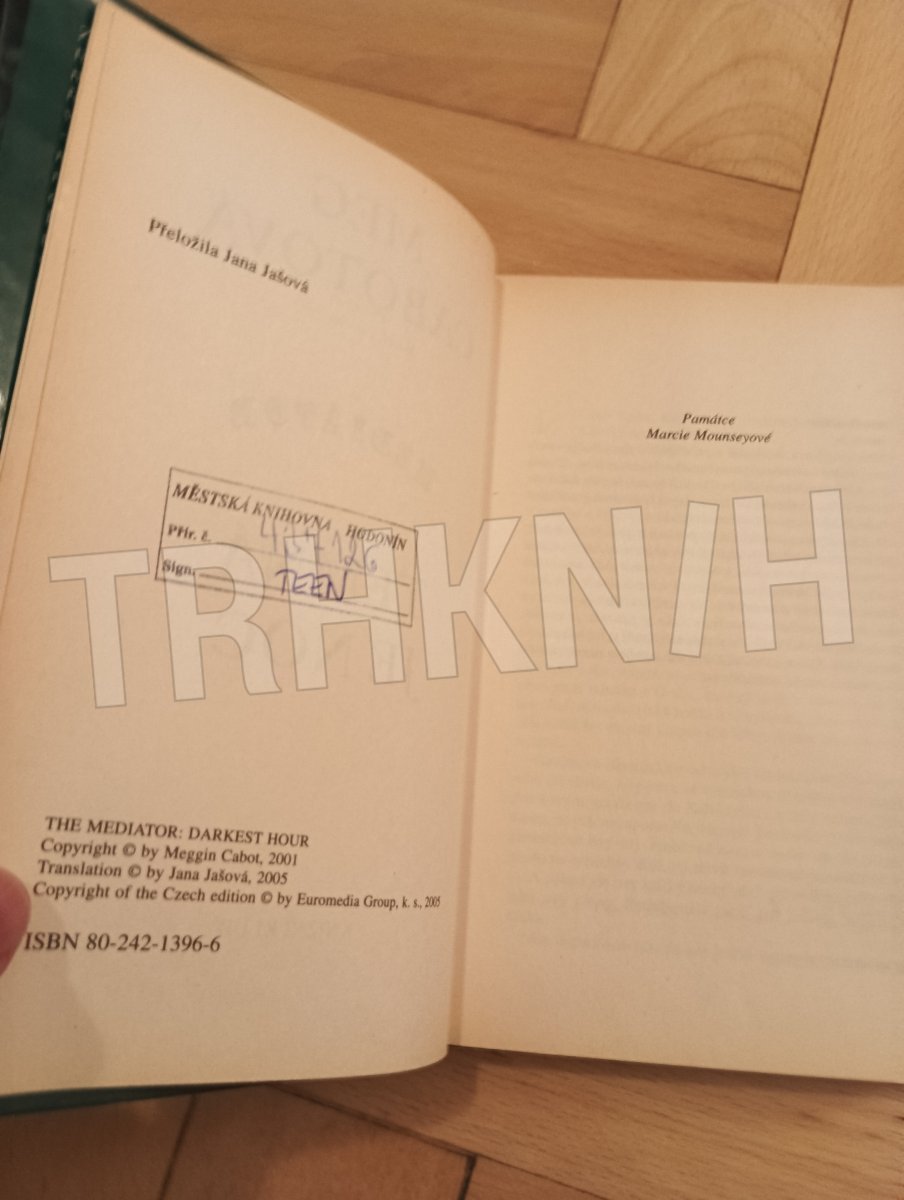 Přeložila Jana Jašová
MĚSTSKÁ KNIHOVNA HODONÍN
Přír. č.
Sign. TEEN
THE MEDIATOR: DARKEST HOUR
Copyright © by Meggin Cabot, 2001
Translation © by Jana Jašová, 2005
Copyright of the Czech edition © by Euromedia Group, k. s., 2005
ISBN 80-242-1396-6
Památce
Marcie Mounseyové
TRHKNIH